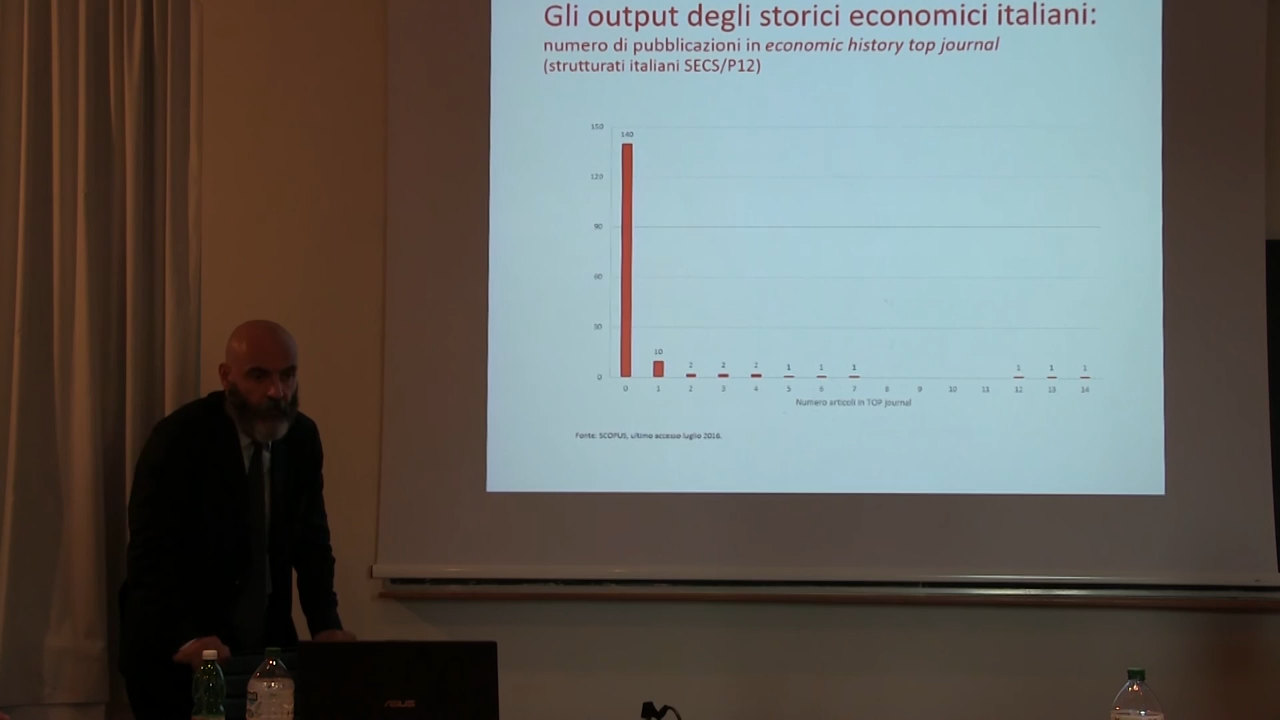 Gli output degli storici economici italiani:
numero di pubblicazioni in economic history top journal
(strutturati italiani SECS/P12)
150
140
120
90
60
30
10
2
2
2
1
1
1
1
1
1
0
0 1 2 3 4 5 6 7 8 9 10 11 12 13 14
Numero articoli in TOP journal
Fonte: SCOPUS, ultimo accesso luglio 2016.
ASUS